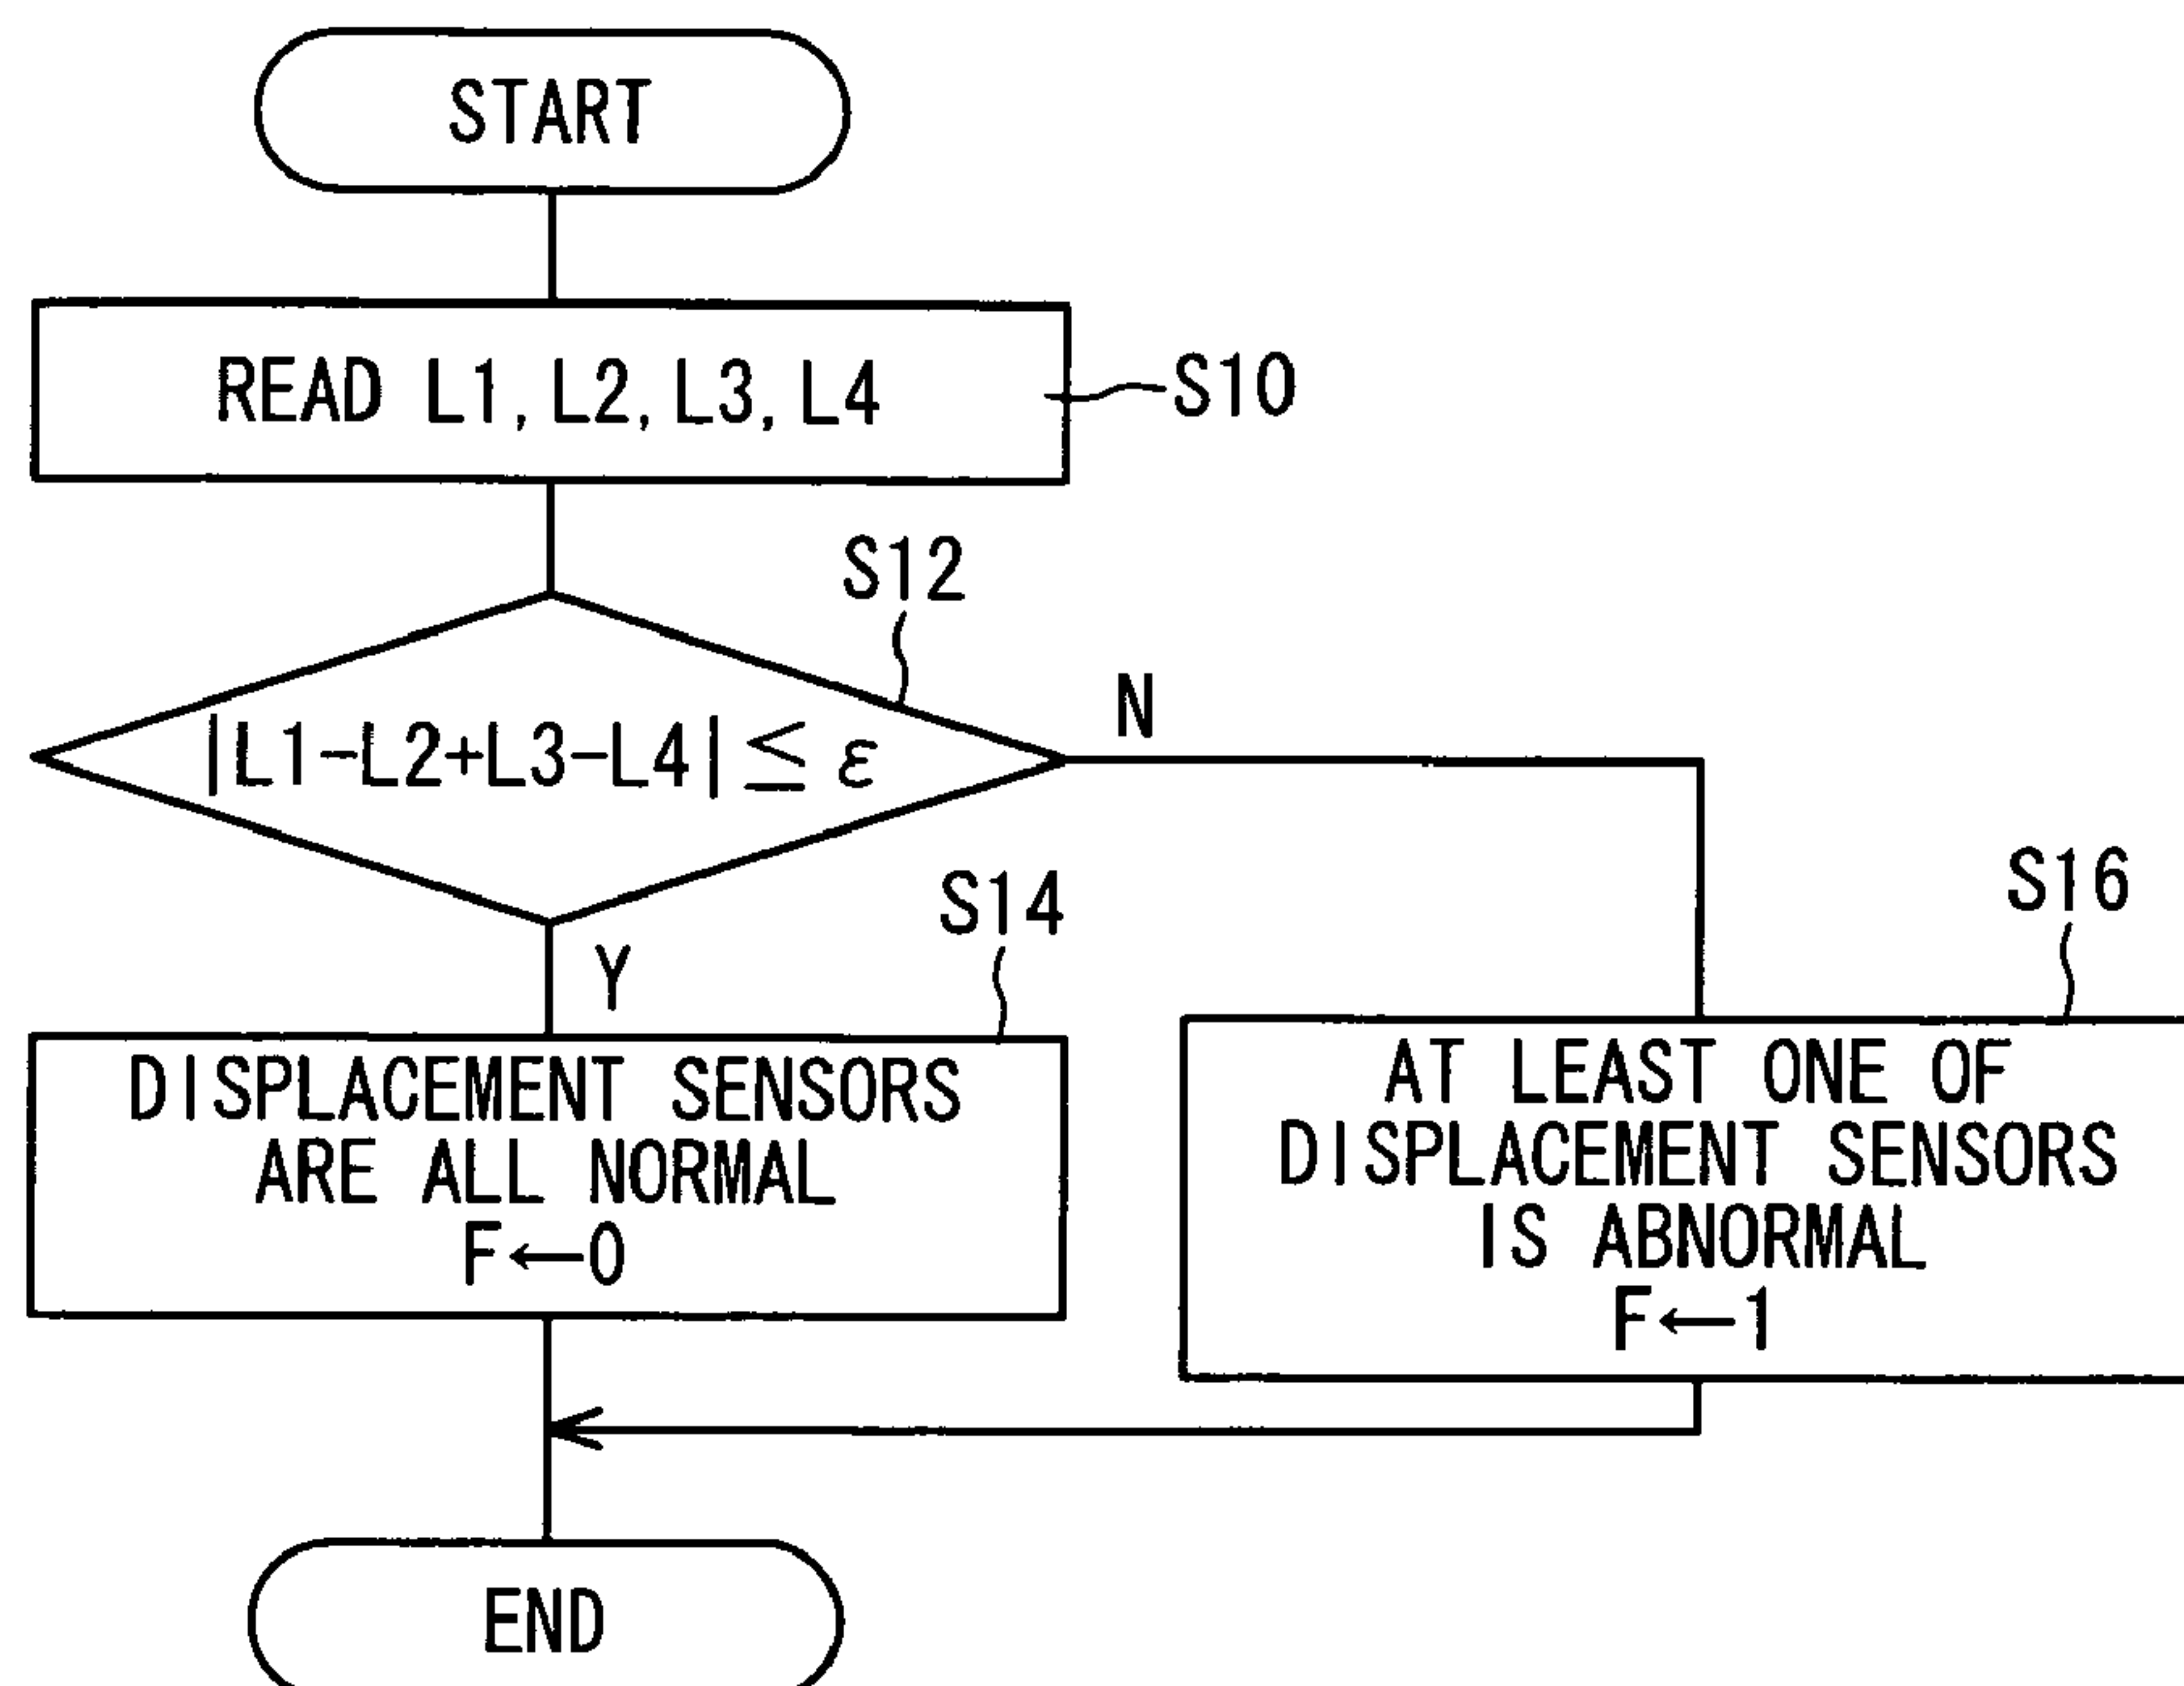 START
READ L1, L2, L3, L4
S10
S12
|L1-L2+L3-L4|≤ ε
N
Y
S14
DISPLACEMENT SENSORS
ARE ALL NORMAL
F←0
S16
AT LEAST ONE OF
DISPLACEMENT SENSORS
IS ABNORMAL
F←1
END